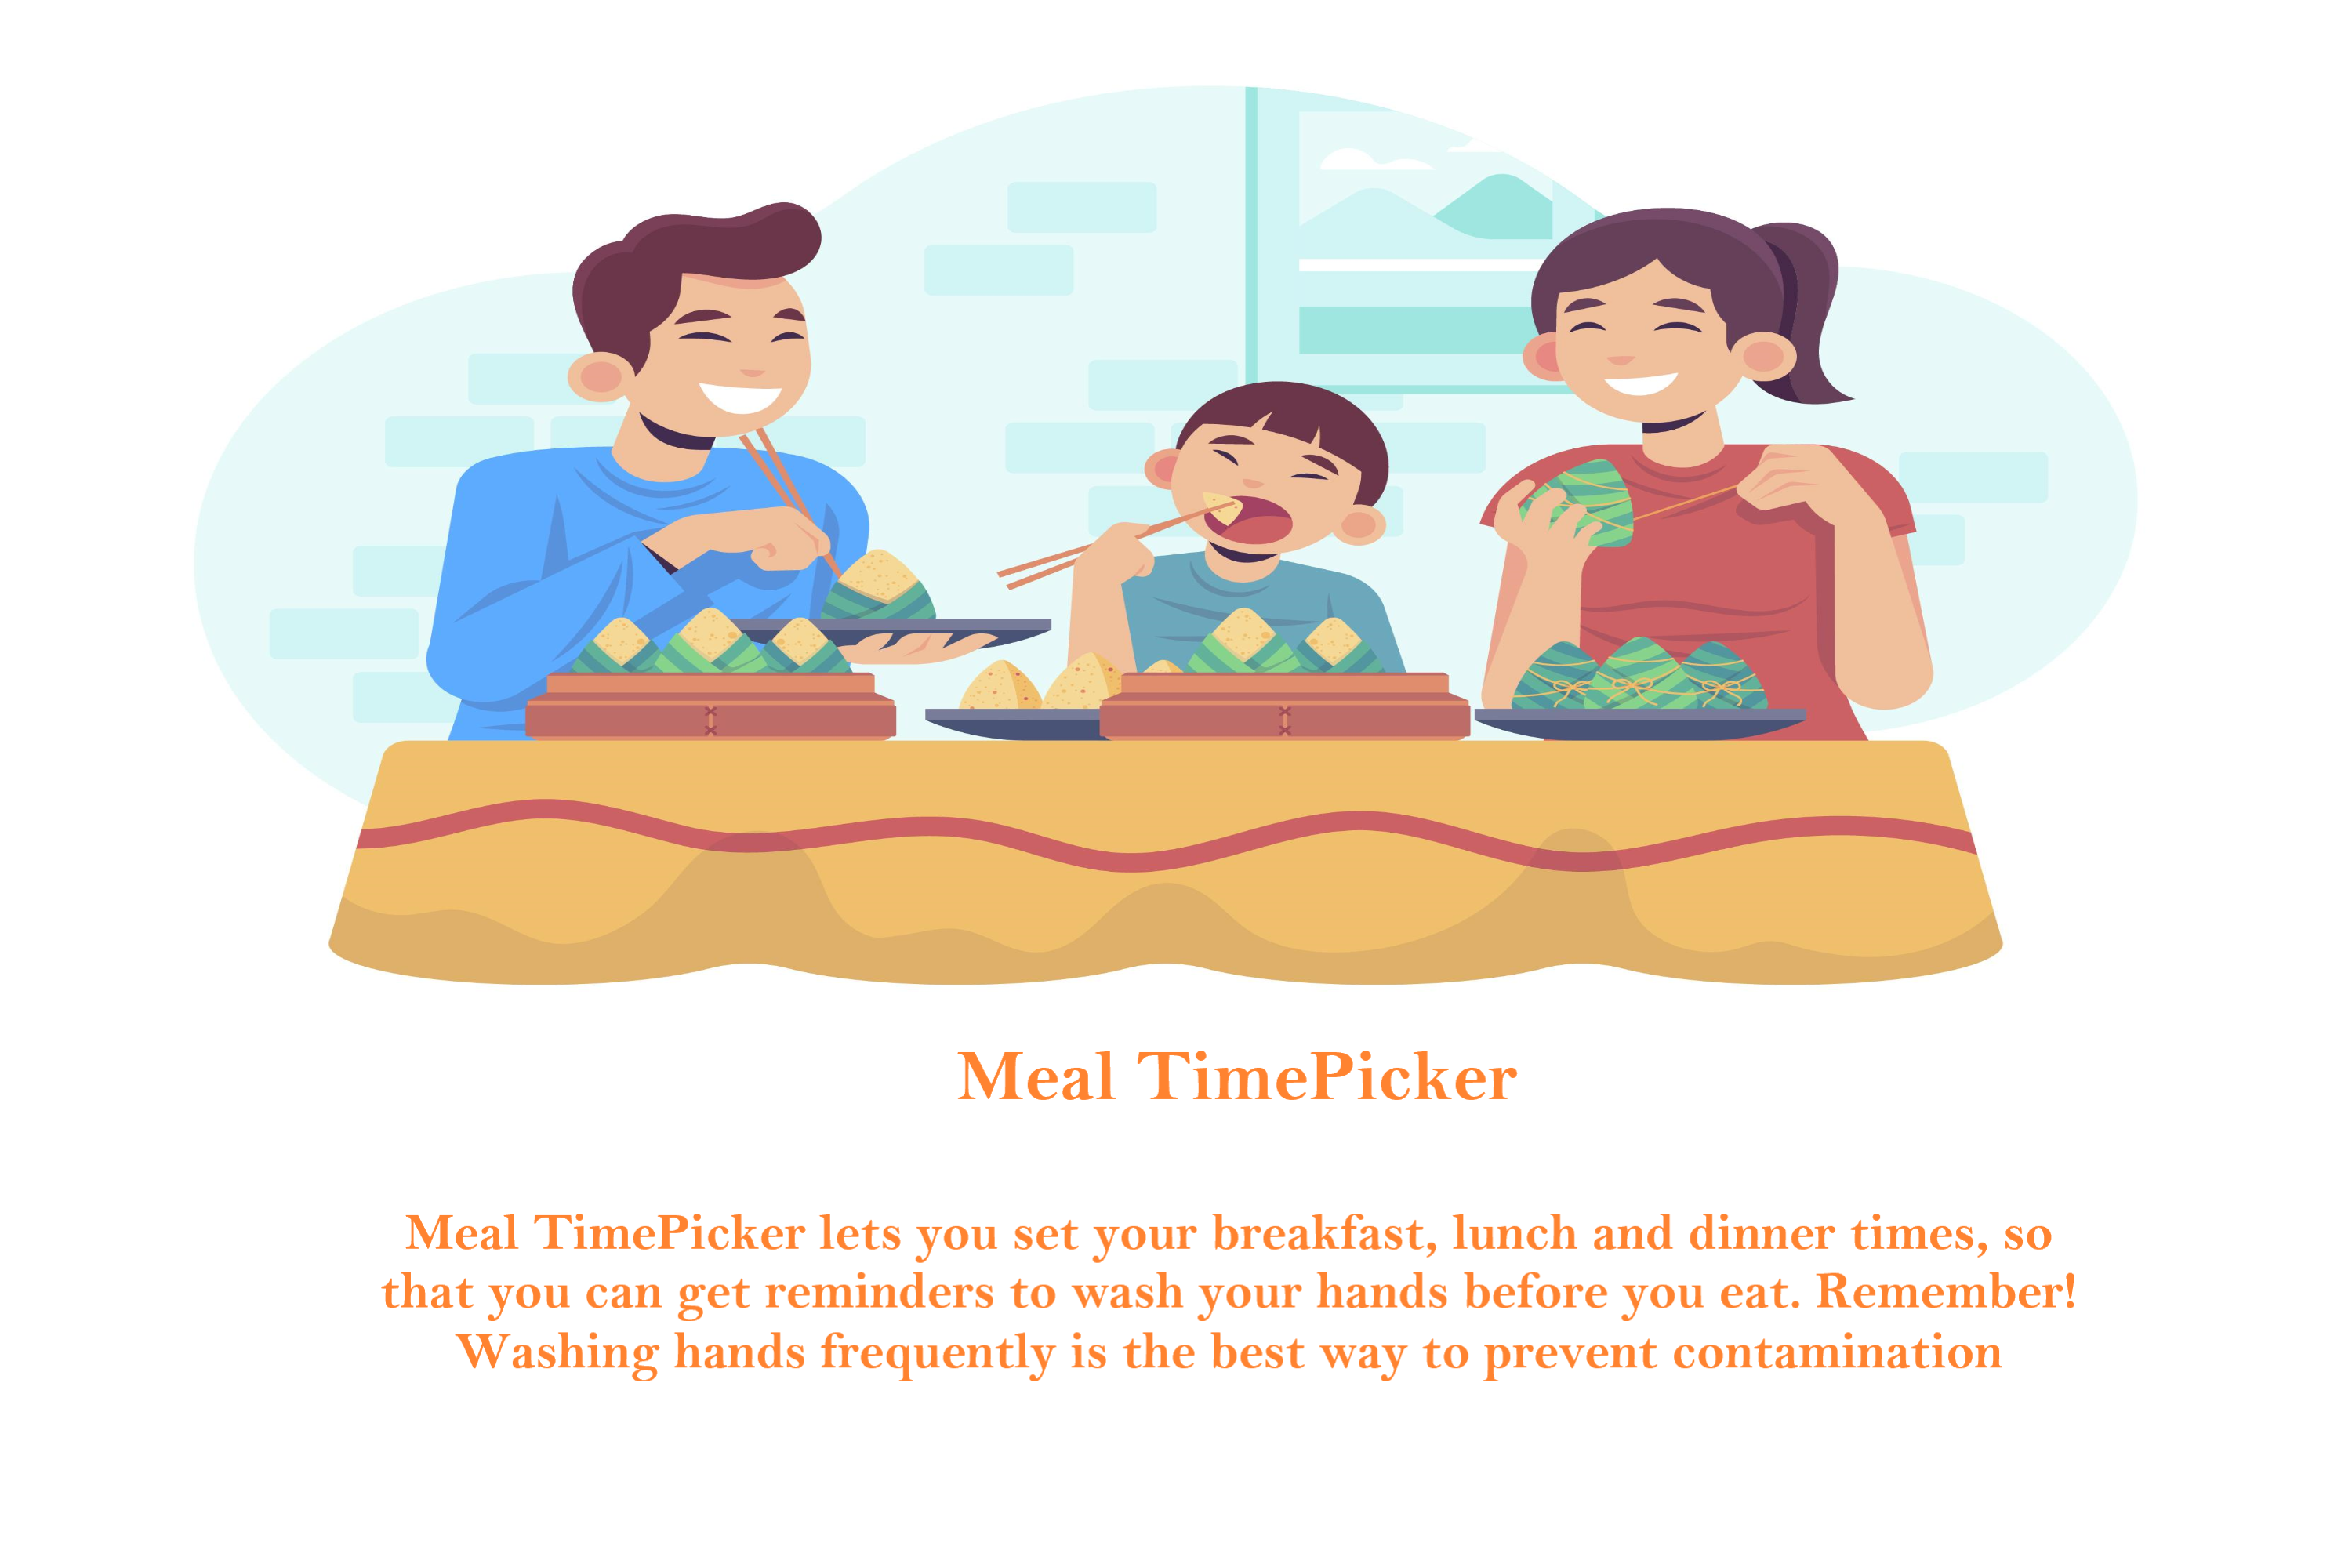 Meal TimePicker
Meal TimePicker lets you set your breakfast, lunch and dinner times, so
that you can get reminders to wash your hands before you eat. Remember!
Washing hands frequently is the best way to prevent contamination